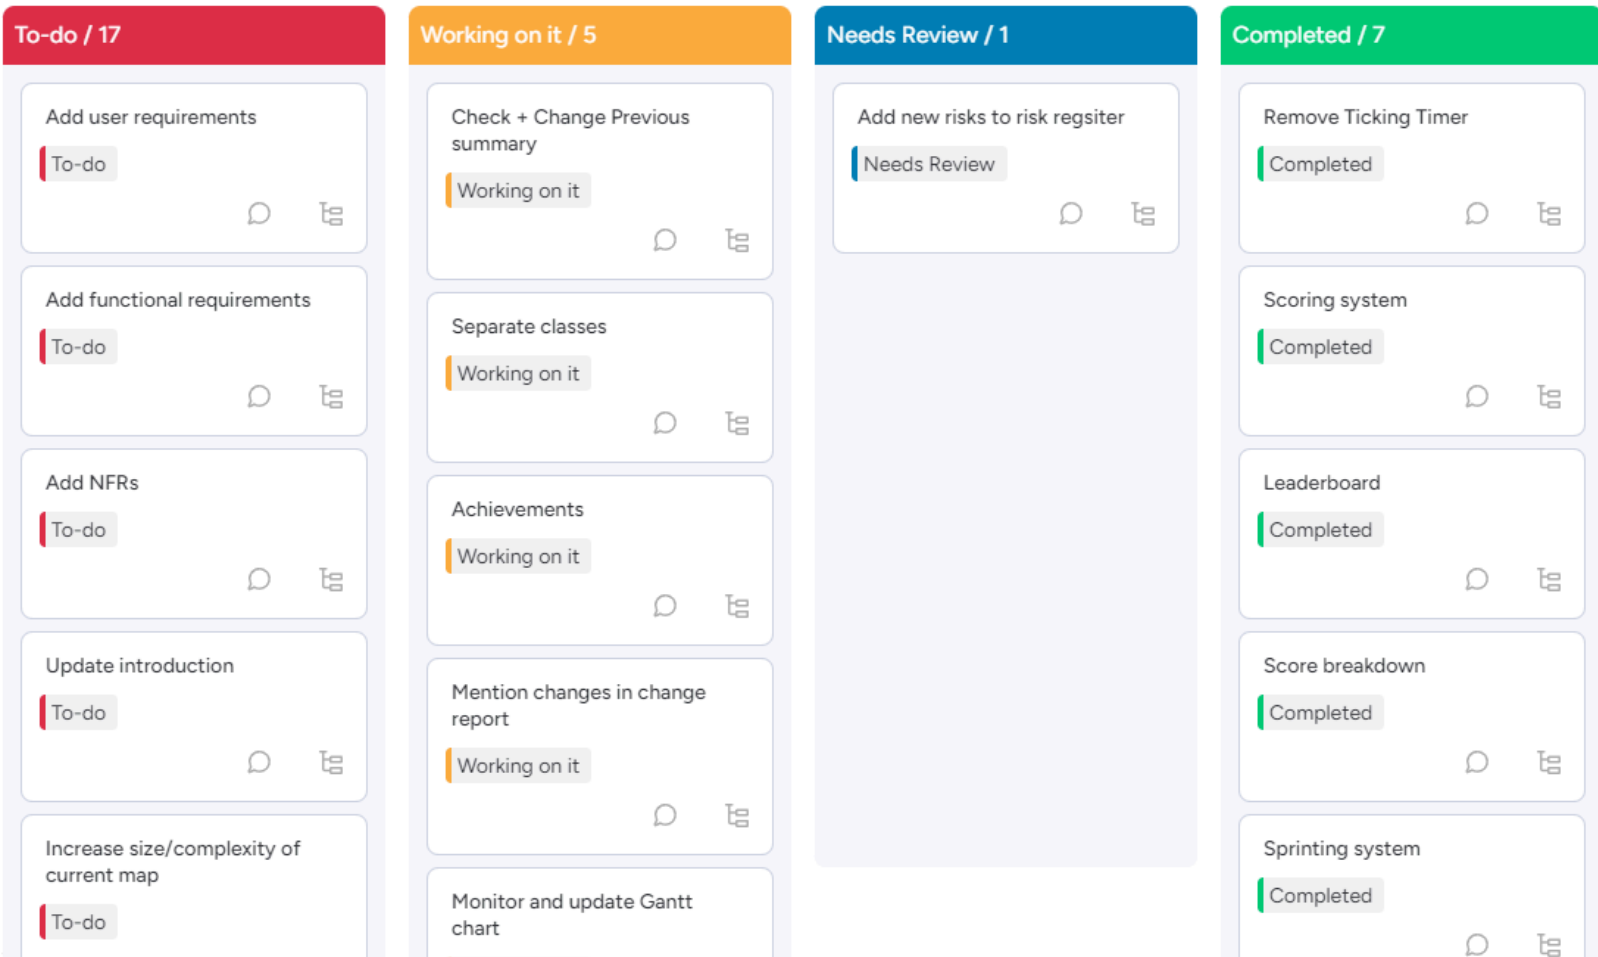 To-do / 17
Add user requirements
To-do
Add functional requirements
To-do
Add NFRs
To-do
Update introduction
To-do
Increase size/complexity of
current map
To-do
Working on it / 5
Check + Change Previous
summary
Working on it
Separate classes
Working on it
Achievements
Working on it
Mention changes in change
report
Working on it
Monitor and update Gantt
chart
Needs Review / 1
Add new risks to risk regsiter
Needs Review
Completed / 7
Remove Ticking Timer
Completed
Scoring system
Completed
Leaderboard
Completed
Score breakdown
Completed
Sprinting system
Completed